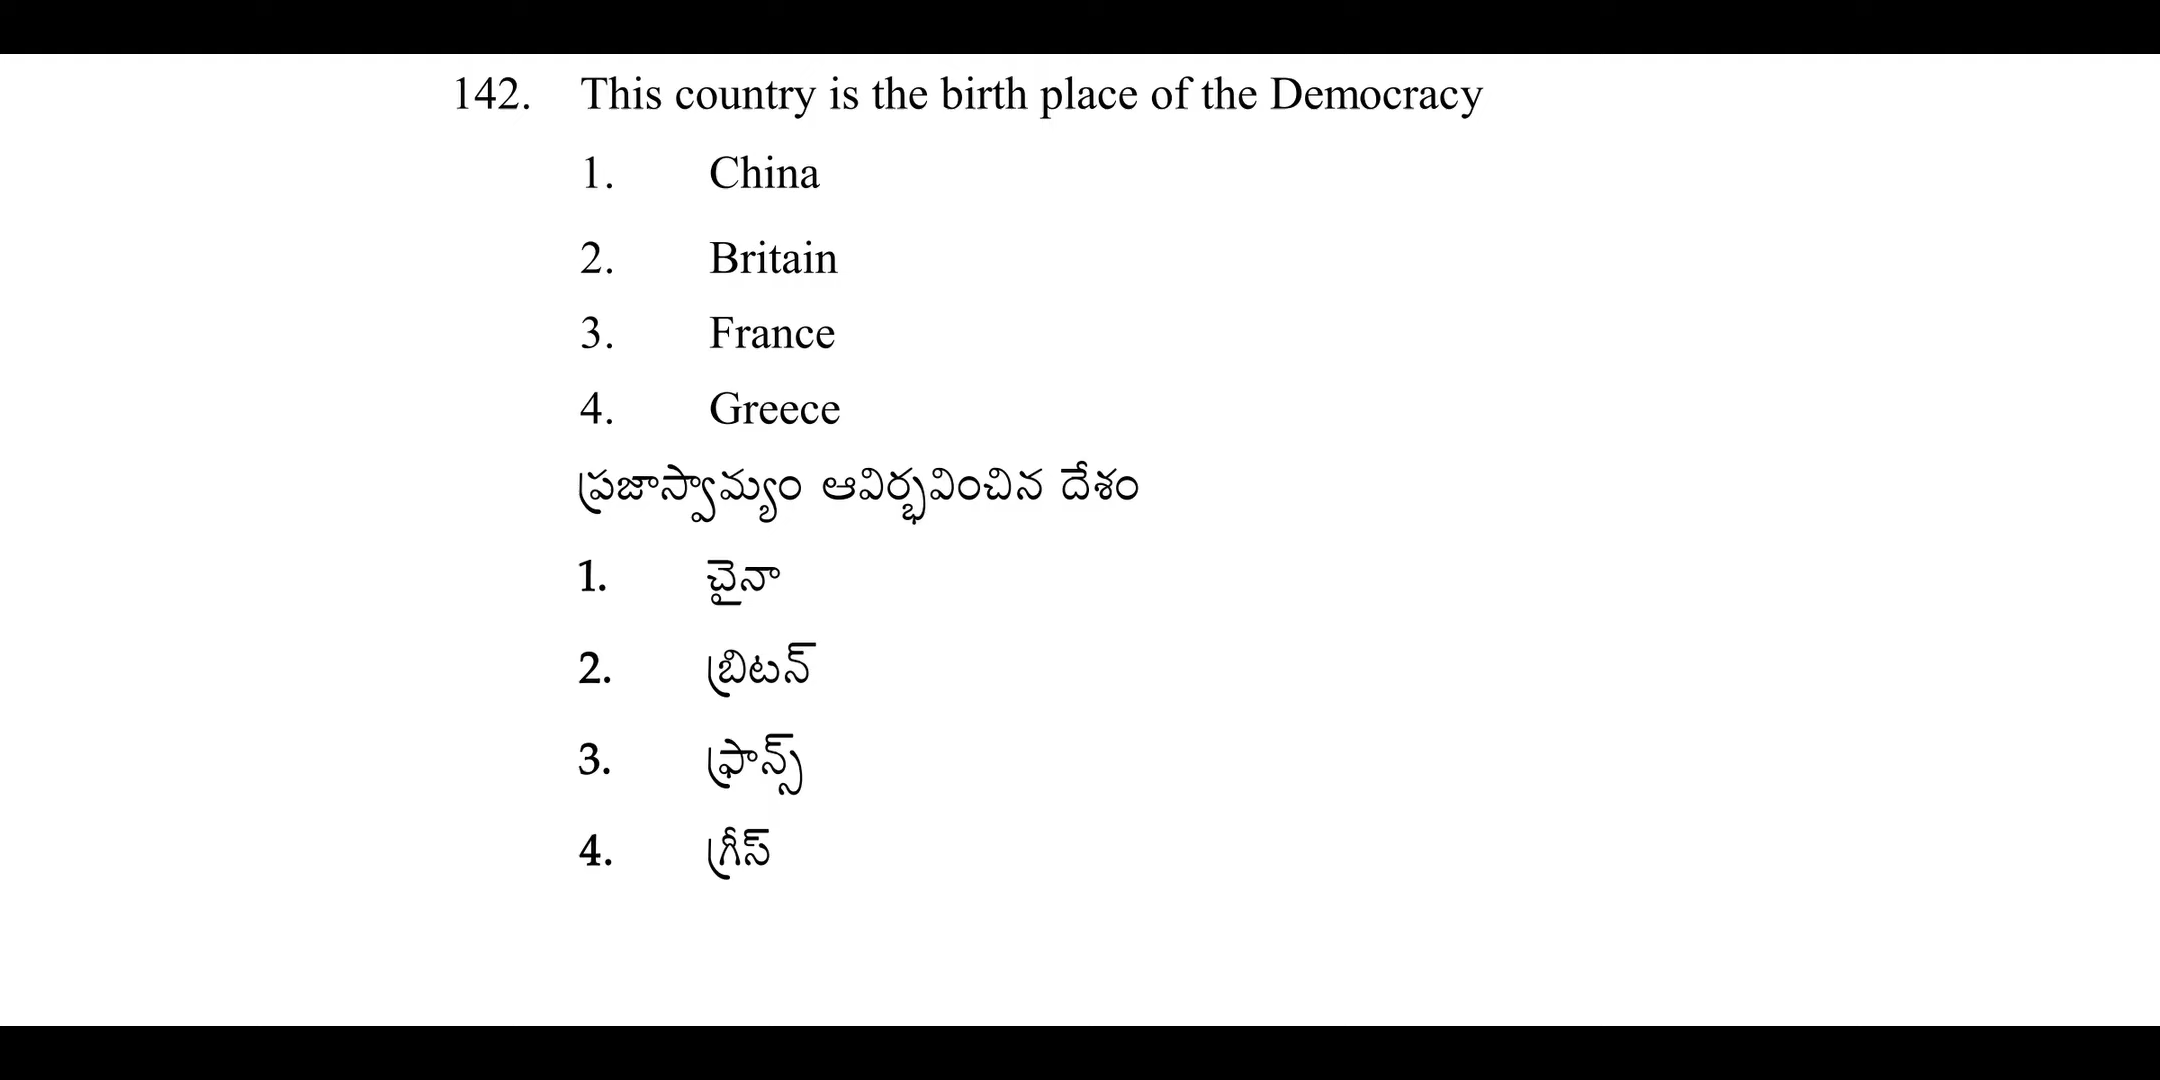 142. This country is the birth place of the Democracy
1. China
2. Britain
3. France
4. Greece
ప్రజాస్వామ్యం ఆవిర్భవించిన దేశం
1. చైనా
2. బ్రిటన్
3. ఫ్రాన్స్
4. గ్రీస్